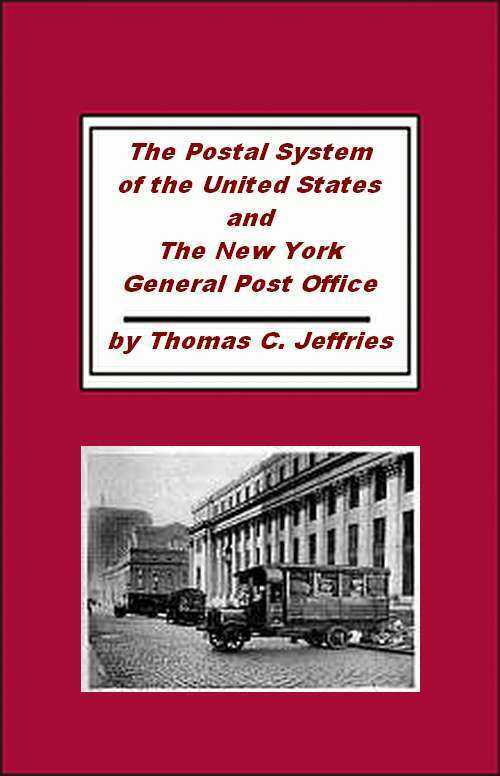 The Postal System
of the United States
and
The New York
General Post Office
by Thomas C. Jeffries